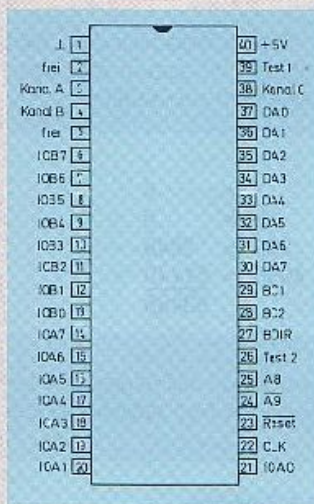 ⊥ 1 40 +5V
frei 2 39 Test 1
Kanal A 3 38 Kanal C
Kanal B 4 37 DA0
frei 5 36 DA1
IOB7 6 35 DA2
IOB6 7 34 DA3
IOB5 8 33 DA4
IOB4 9 32 DA5
IOB3 10 31 DA6
IOB2 11 30 DA7
IOB1 12 29 BC1
IOB0 13 28 BC2
IOA7 14 27 BDIR
IOA6 15 26 Test 2
IOA5 16 25 A8
IOA4 17 24 A9
IOA3 18 23 Reset
IOA2 19 22 CLK
IOA1 20 21 IOA0